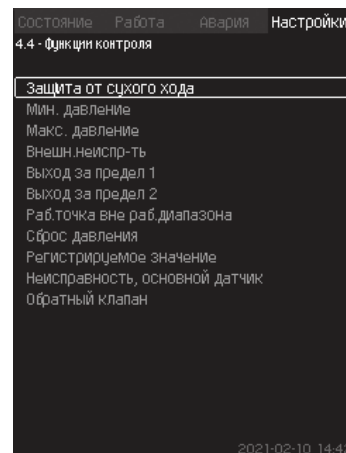 Состояние Работа Авария Настройки
4.4 - Функции контроля
Защита от сухого хода
Мин. давление
Макс. давление
Внешн.неиспр-ть
Выход за предел 1
Выход за предел 2
Раб.точка вне раб.диапазона
Сброс давления
Регистрируемое значение
Неисправность, основной датчик
Обратный клапан
2021-02-10 14:4